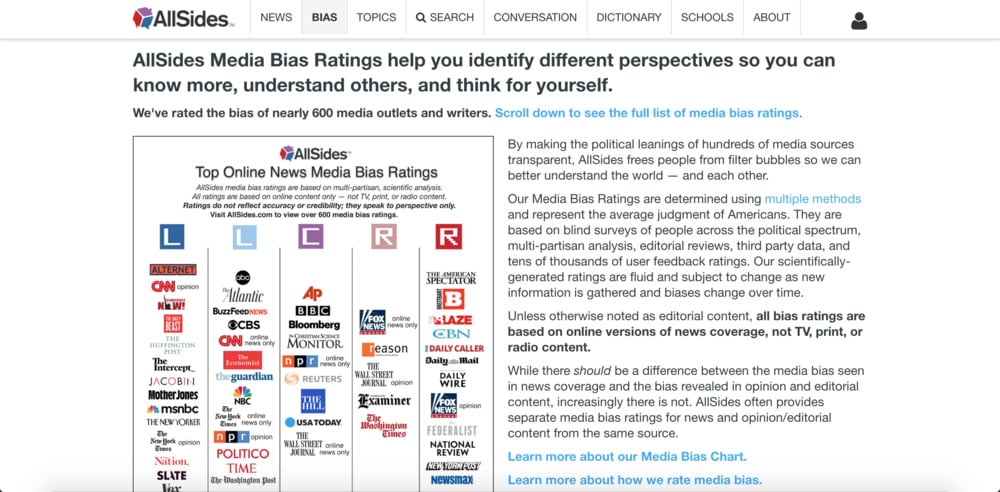 AllSides™
NEWS
BIAS
TOPICS
SEARCH
CONVERSATION
DICTIONARY
SCHOOLS
ABOUT
AllSides Media Bias Ratings help you identify different perspectives so you can
know more, understand others, and think for yourself.
We've rated the bias of nearly 600 media outlets and writers. Scroll down to see the full list of media bias ratings.
AllSides™
Top Online News Media Bias Ratings
AllSides media bias ratings are based on multi-partisan, scientific analysis.
All ratings are based on online content only — not TV, print, or radio content.
Ratings do not reflect accuracy or credibility; they speak to perspective only.
Visit AllSides.com to view over 600 media bias ratings.
L
L
C
R
R
ALTERNET
CNN opinion
DEMOCRACY
NOW!
THE DAILY
BEAST
THE
HUFFINGTON
POST
The
Intercept_
JACOBIN
Mother Jones
msnbc
THE NEW YORKER
The
New York
Times opinion
The
Nation.
SLATE
Vox
abc
The
Atlantic
BuzzFeed NEWS
CBS
CNN online
news only
The
Economist
theguardian
NBC
The
New York
Times online
news only
npr opinion
POLITICO
TIME
The Washington Post
AP
BBC
Bloomberg
THE CHRISTIAN SCIENCE
MONITOR
npr online
news only
REUTERS
THE
HILL
USA TODAY
THE
WALL STREET
JOURNAL online
news only
FOX
NEWS online
news only
reason
THE
WALL STREET
JOURNAL opinion
Examiner
The
Washington
Times
THE AMERICAN
SPECTATOR
BREITBART
B
BLAZE
CBN
THE DAILY CALLER
Daily Mail
DAILY
WIRE
FOX
NEWS opinion
THE
FEDERALIST
NATIONAL
REVIEW
NEW YORK POST
Newsmax
By making the political leanings of hundreds of media sources
transparent, AllSides frees people from filter bubbles so we can
better understand the world — and each other.
Our Media Bias Ratings are determined using multiple methods
and represent the average judgment of Americans. They are
based on blind surveys of people across the political spectrum,
multi-partisan analysis, editorial reviews, third party data, and
tens of thousands of user feedback ratings. Our scientifically-
generated ratings are fluid and subject to change as new
information is gathered and biases change over time.
Unless otherwise noted as editorial content, all bias ratings are
based on online versions of news coverage, not TV, print, or
radio content.
While there should be a difference between the media bias seen
in news coverage and the bias revealed in opinion and editorial
content, increasingly there is not. AllSides often provides
separate media bias ratings for news and opinion/editorial
content from the same source.
Learn more about our Media Bias Chart.
Learn more about how we rate media bias.